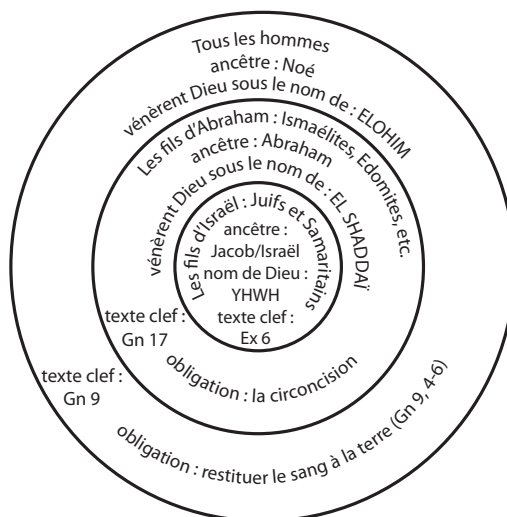 Tous les hommes
ancêtre : Noé
vénèrent Dieu sous le nom de : ELOHIM
Les fils d'Abraham : Ismaélites, Edomites, etc.
ancêtre : Abraham
vénèrent Dieu sous le nom de : EL SHADDAÏ
Les fils d'Israël : Juifs et Samaritains
ancêtre :
Jacob/Israël
nom de Dieu :
YHWH
texte clef :
Ex 6
texte clef :
Gn 17
obligation : la circoncision
texte clef :
Gn 9
obligation : restituer le sang à la terre (Gn 9, 4-6)